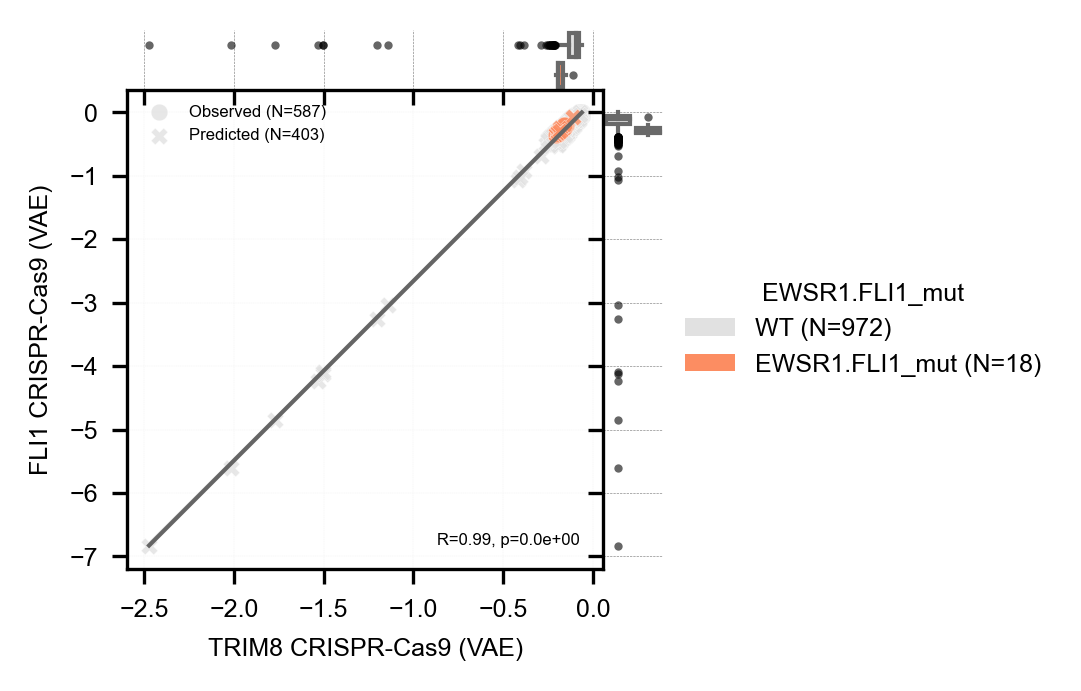 Observed (N=587)
Predicted (N=403)
0
−1
−2
−3
−4
−5
−6
−7
FLI1 CRISPR-Cas9 (VAE)
R=0.99, p=0.0e+00
−2.5 −2.0 −1.5 −1.0 −0.5 0.0
TRIM8 CRISPR-Cas9 (VAE)
EWSR1.FLI1_mut
WT (N=972)
EWSR1.FLI1_mut (N=18)